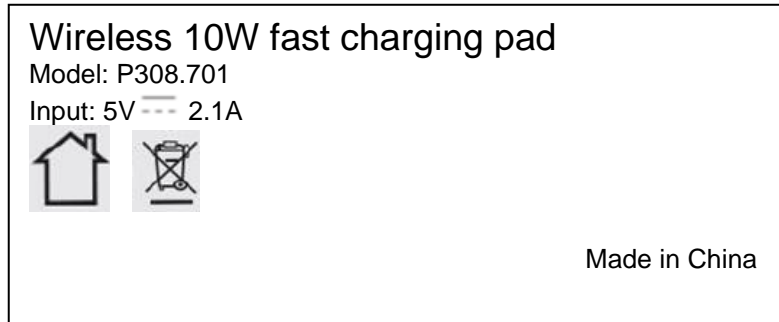 Wireless 10W fast charging pad
Model: P308.701
Input: 5V ⎓ 2.1A
Made in China